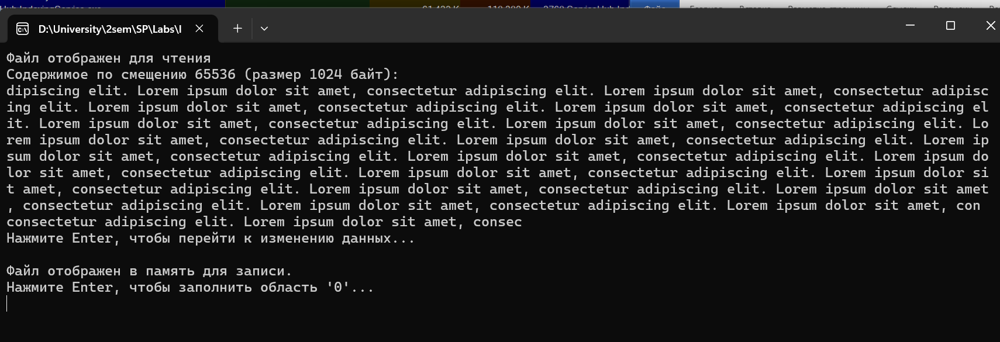 61,432 K 118,280 K
D:\University\2sem\SP\Labs\l
Файл отображен для чтения
Содержимое по смещению 65536 (размер 1024 байт):
dipiscing elit. Lorem ipsum dolor sit amet, consectetur adipiscing elit. Lorem ipsum dolor sit amet, consectetur adipisc
ing elit. Lorem ipsum dolor sit amet, consectetur adipiscing elit. Lorem ipsum dolor sit amet, consectetur adipiscing el
it. Lorem ipsum dolor sit amet, consectetur adipiscing elit. Lorem ipsum dolor sit amet, consectetur adipiscing elit. Lo
rem ipsum dolor sit amet, consectetur adipiscing elit. Lorem ipsum dolor sit amet, consectetur adipiscing elit. Lorem ip
sum dolor sit amet, consectetur adipiscing elit. Lorem ipsum dolor sit amet, consectetur adipiscing elit. Lorem ipsum do
lor sit amet, consectetur adipiscing elit. Lorem ipsum dolor sit amet, consectetur adipiscing elit. Lorem ipsum dolor si
t amet, consectetur adipiscing elit. Lorem ipsum dolor sit amet, consectetur adipiscing elit. Lorem ipsum dolor sit amet
, consectetur adipiscing elit. Lorem ipsum dolor sit amet, consectetur adipiscing elit. Lorem ipsum dolor sit amet, con
consectetur adipiscing elit. Lorem ipsum dolor sit amet, consec
Нажмите Enter, чтобы перейти к изменению данных...
Файл отображен в память для записи.
Нажмите Enter, чтобы заполнить область '0'...